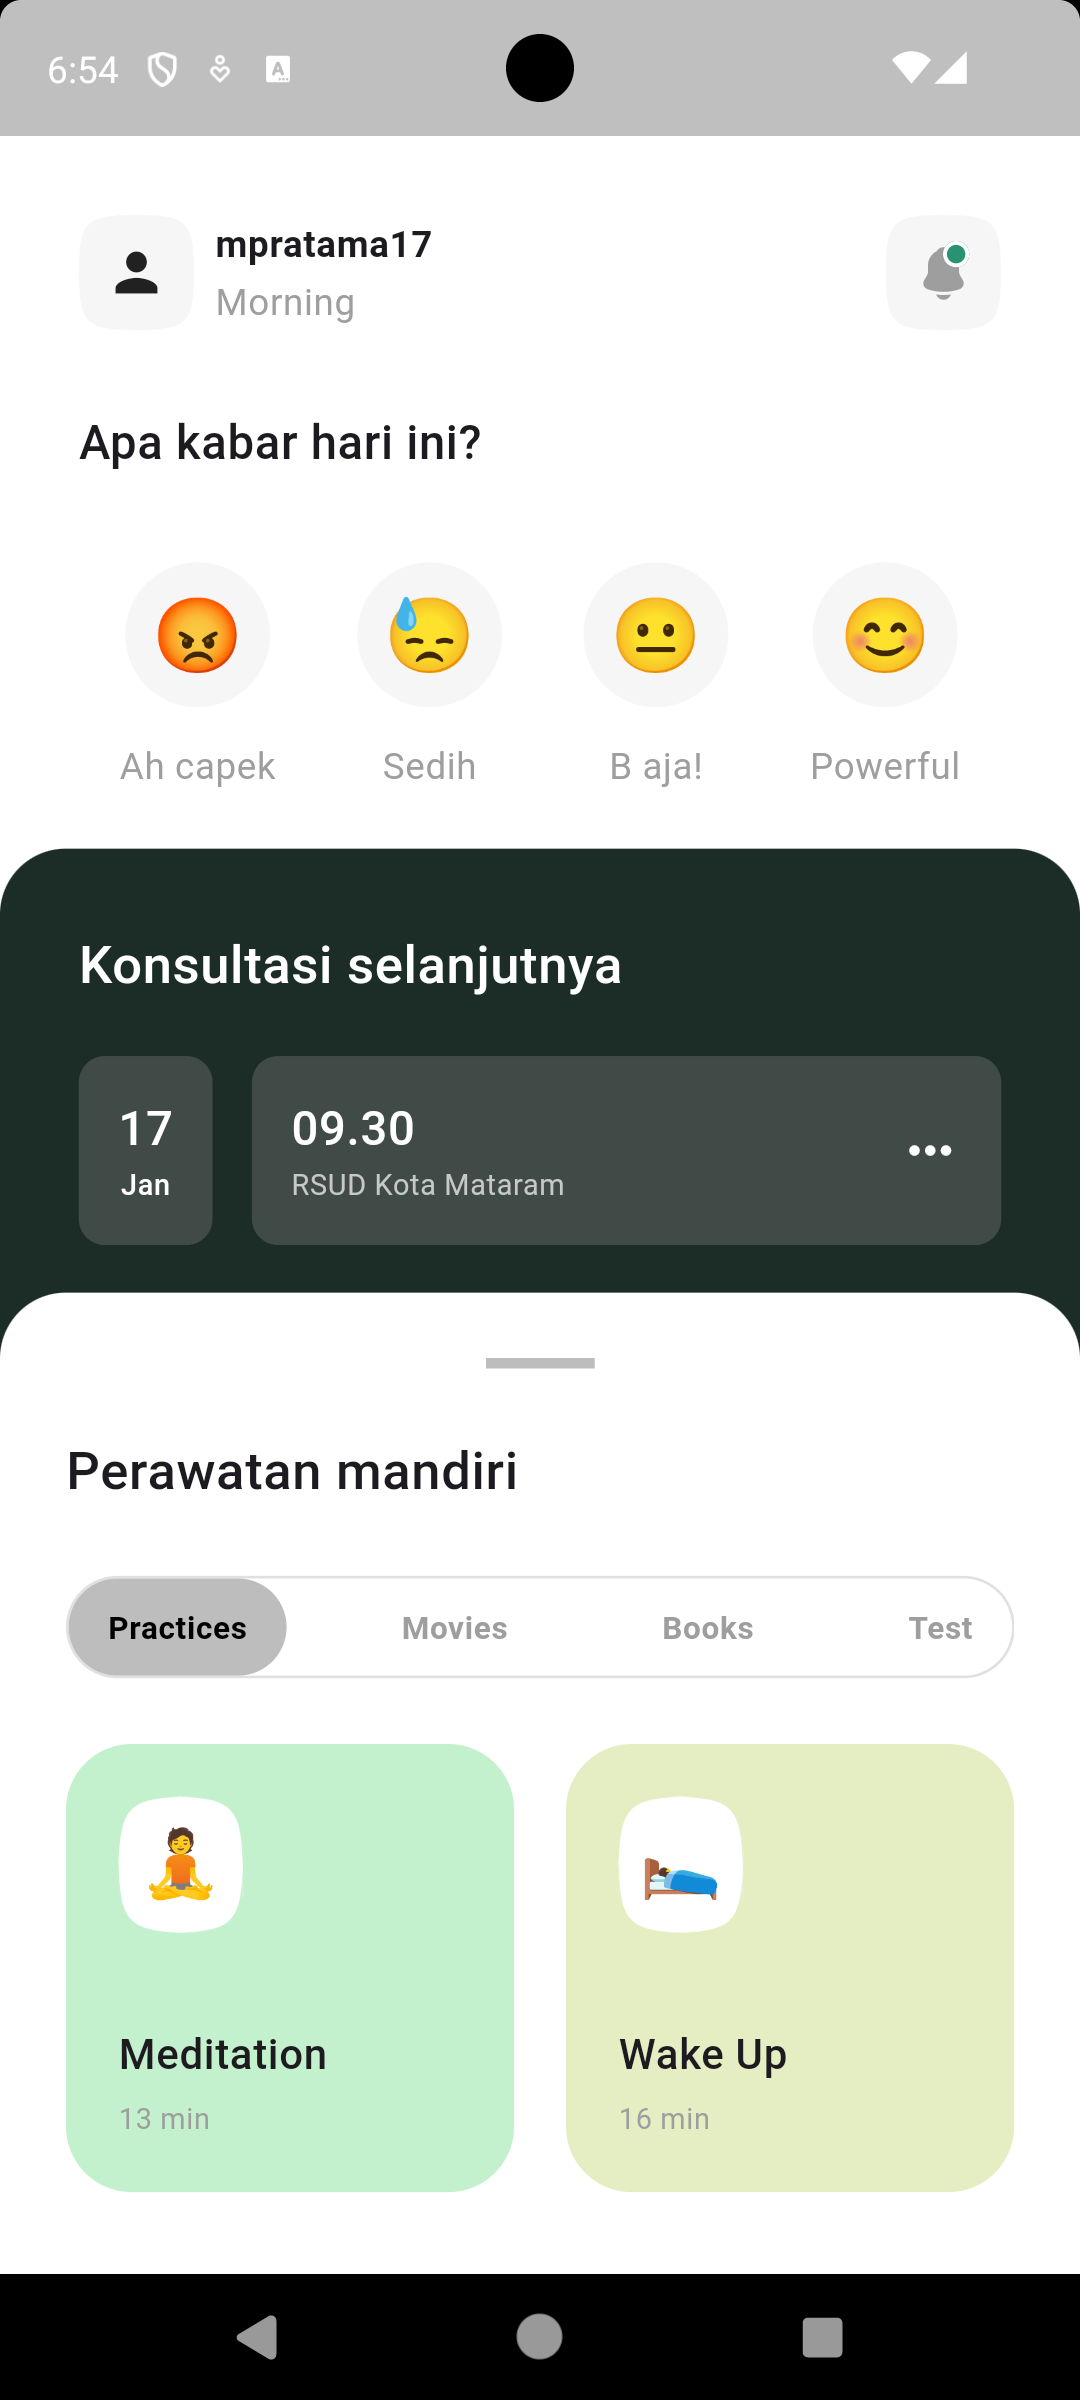 6:54
mpratama17
Morning
Apa kabar hari ini?
Ah capek
Sedih
B aja!
Powerful
Konsultasi selanjutnya
17
Jan
09.30
RSUD Kota Mataram
Perawatan mandiri
Practices
Movies
Books
Test
Meditation
13 min
Wake Up
16 min